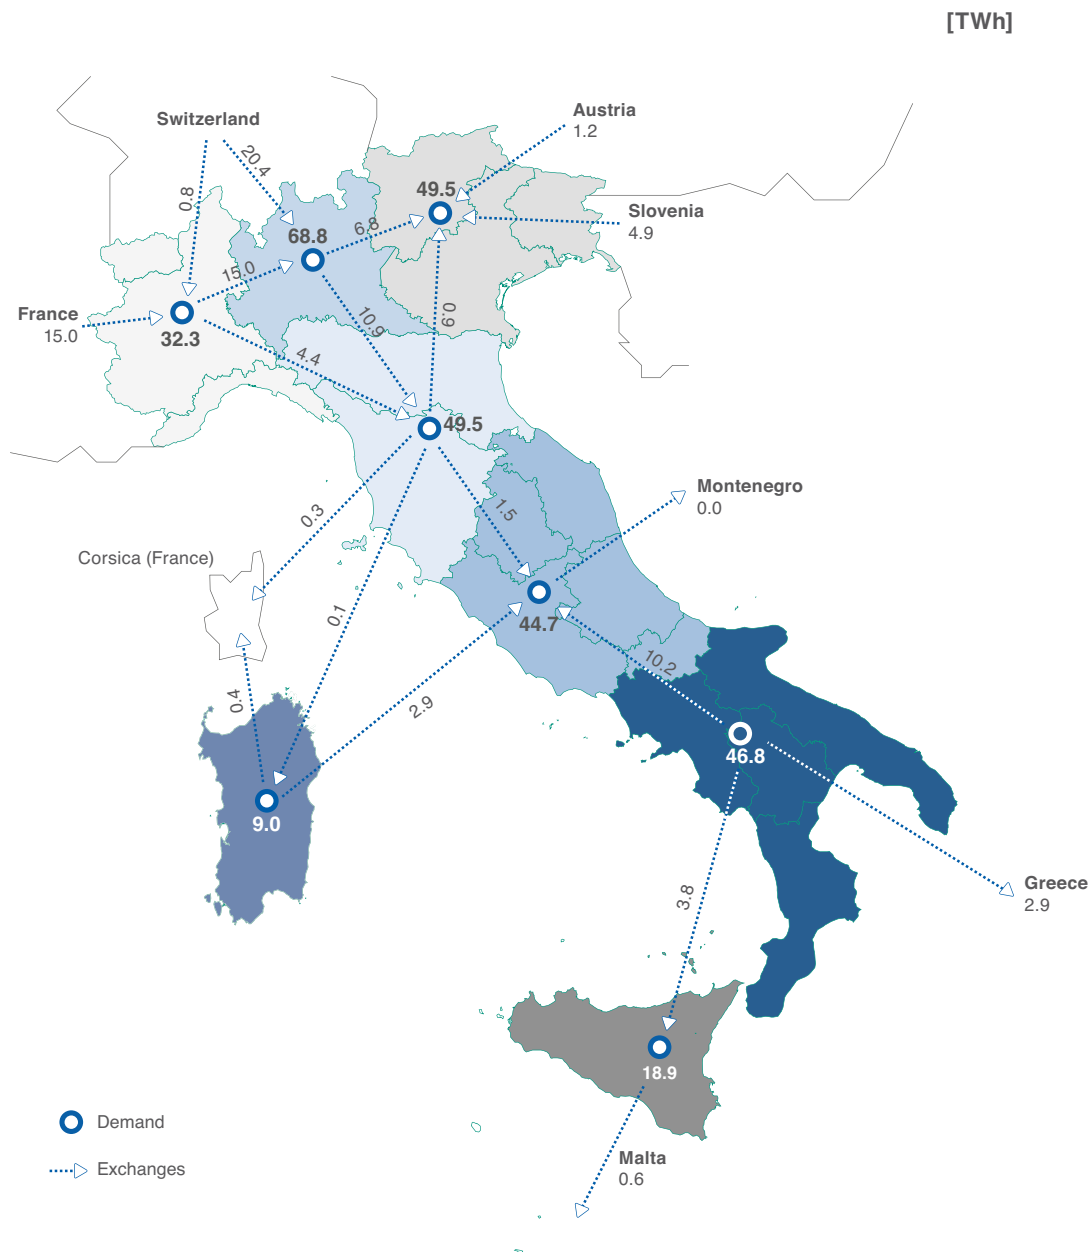 [TWh]
Austria
1.2
Switzerland
20.4
0.8
49.5
Slovenia
4.9
6.8
68.8
15.0
France
15.0
32.3
10.9
6.0
4.4
49.5
Montenegro
0.0
1.5
0.3
Corsica (France)
0.1
44.7
10.2
0.4
2.9
46.8
9.0
Greece
2.9
3.8
18.9
Demand
Malta
0.6
Exchanges